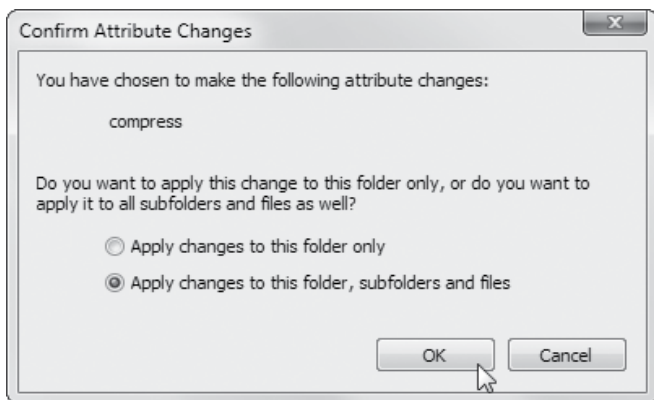 Confirm Attribute Changes
You have chosen to make the following attribute changes:
compress
Do you want to apply this change to this folder only, or do you want to
apply it to all subfolders and files as well?
Apply changes to this folder only
Apply changes to this folder, subfolders and files
OK
Cancel